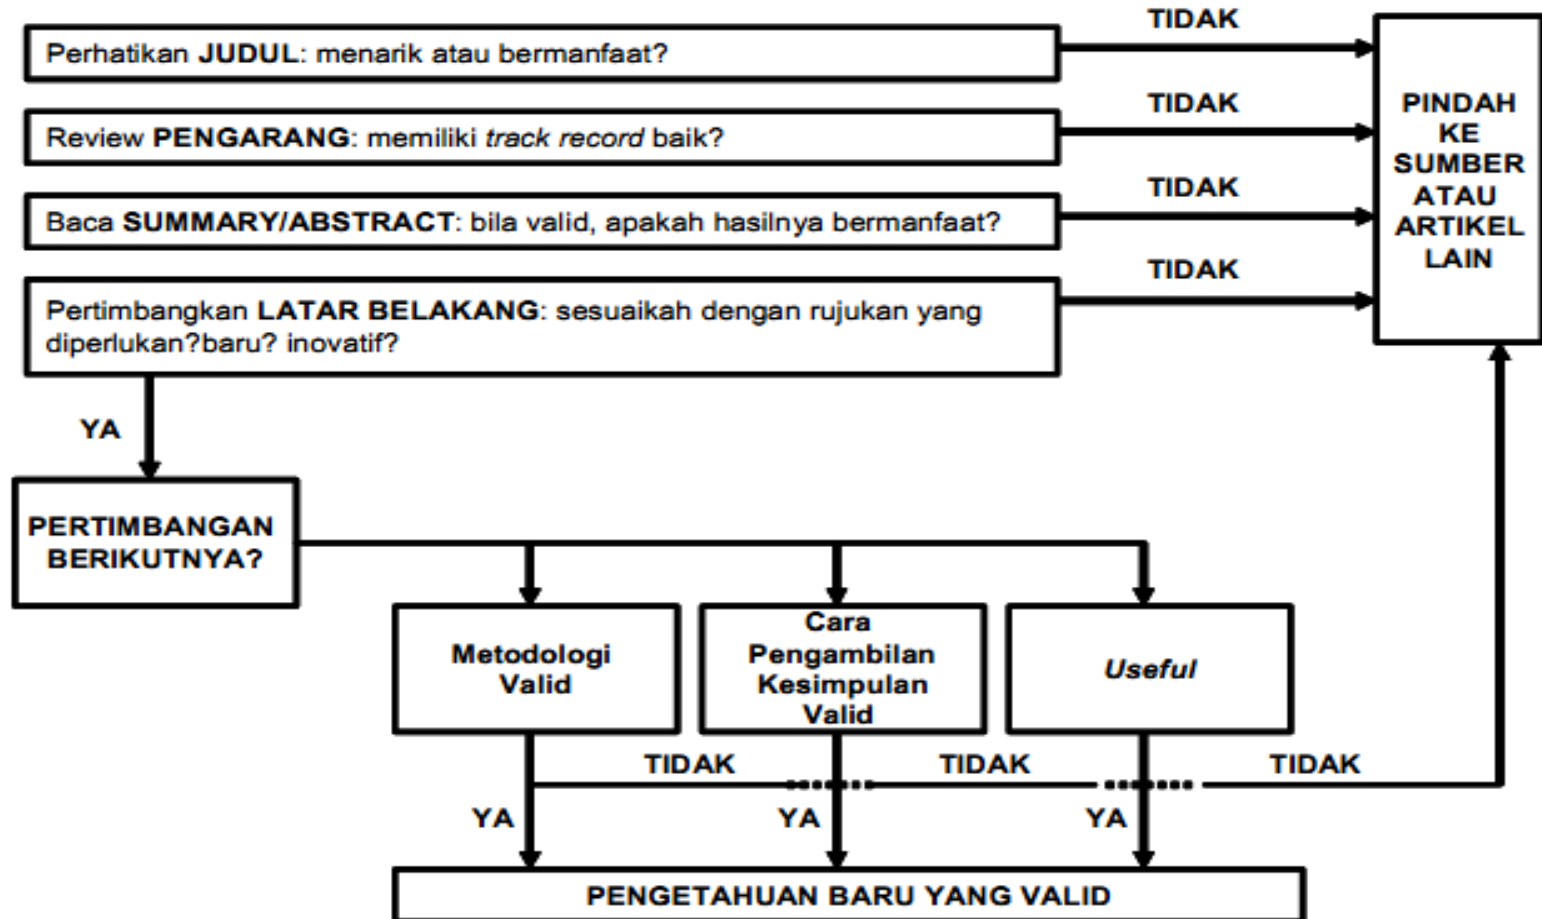 TIDAK
Perhatikan JUDUL: menarik atau bermanfaat?
TIDAK
Review PENGARANG: memiliki track record baik?
TIDAK
Baca SUMMARY/ABSTRACT: bila valid, apakah hasilnya bermanfaat?
TIDAK
Pertimbangkan LATAR BELAKANG: sesuaikah dengan rujukan yang
diperlukan?baru? inovatif?
PINDAH
KE
SUMBER
ATAU
ARTIKEL
LAIN
YA
PERTIMBANGAN
BERIKUTNYA?
Metodologi
Valid
Cara
Pengambilan
Kesimpulan
Valid
Useful
TIDAK
TIDAK
TIDAK
YA
YA
YA
PENGETAHUAN BARU YANG VALID